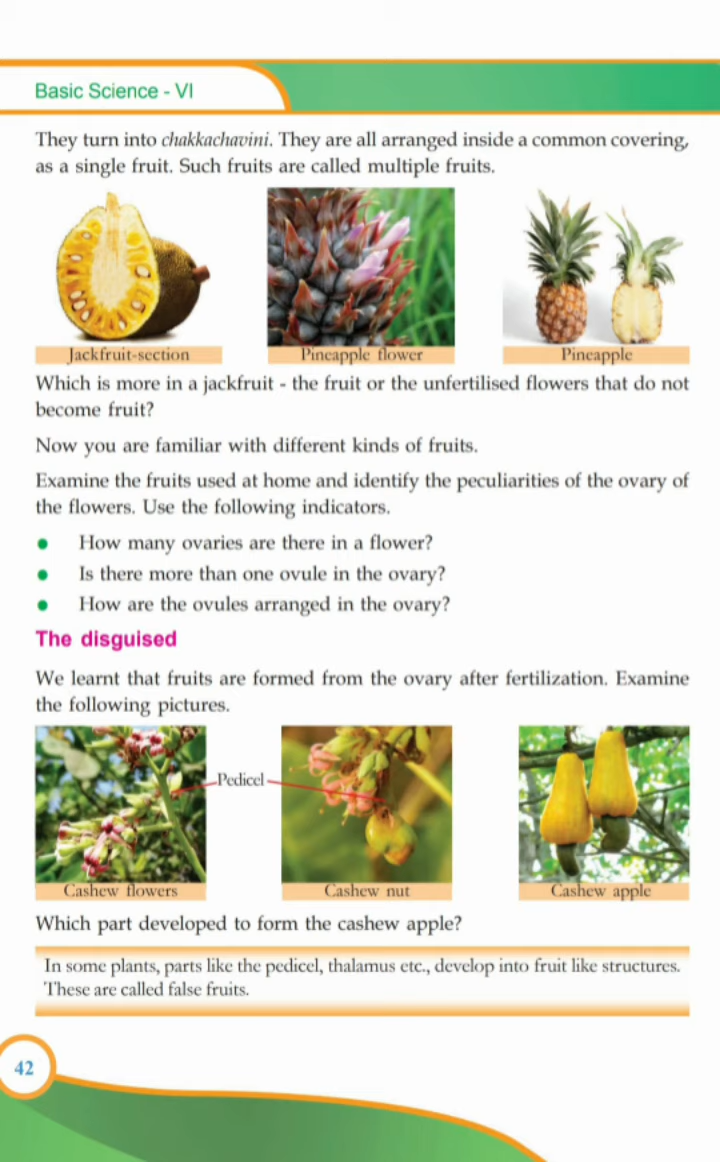 Basic Science - VI
They turn into chakkachavini. They are all arranged inside a common covering,
as a single fruit. Such fruits are called multiple fruits.
Jackfruit-section
Pineapple flower
Pineapple
Which is more in a jackfruit - the fruit or the unfertilised flowers that do not
become fruit?
Now you are familiar with different kinds of fruits.
Examine the fruits used at home and identify the peculiarities of the ovary of
the flowers. Use the following indicators.
● How many ovaries are there in a flower?
● Is there more than one ovule in the ovary?
● How are the ovules arranged in the ovary?
The disguised
We learnt that fruits are formed from the ovary after fertilization. Examine
the following pictures.
Pedicel
Cashew flowers
Cashew nut
Cashew apple
Which part developed to form the cashew apple?
In some plants, parts like the pedicel, thalamus etc., develop into fruit like structures.
These are called false fruits.
42